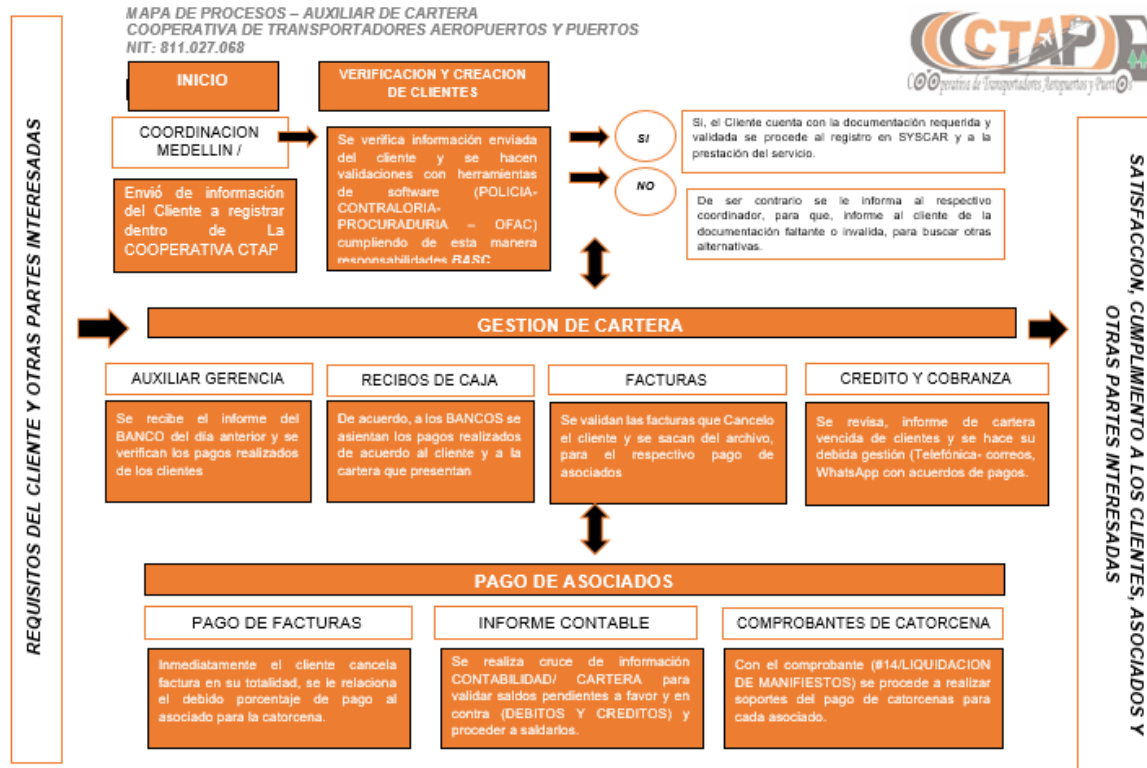 MAPA DE PROCESOS – AUXILIAR DE CARTERA
COOPERATIVA DE TRANSPORTADORES AEROPUERTOS Y PUERTOS
NIT: 811.027.068
CTAP
Cooperativa de Transportadores Aeropuertos y Puertos
REQUISITOS DEL CLIENTE Y OTRAS PARTES INTERESADAS
INICIO
COORDINACION
MEDELLIN /
Envió de información
del Cliente a registrar
dentro de La
COOPERATIVA CTAP
VERIFICACION Y CREACION
DE CLIENTES
Se verifica información enviada
del cliente y se hacen
validaciones con herramientas
de software (POLICIA-
CONTRALORIA-
PROCURADURIA – OFAC)
cumpliendo de esta manera
responsabilidades BASC
SI
Si, el Cliente cuenta con la documentación requerida y
validada se procede al registro en SYSCAR y a la
prestación del servicio.
NO
De ser contrario se le informa al respectivo
coordinador, para que, informe al cliente de la
documentación faltante o invalida, para buscar otras
alternativas.
GESTION DE CARTERA
AUXILIAR GERENCIA
Se recibe el informe del
BANCO del día anterior y se
verifican los pagos realizados
de los clientes
RECIBOS DE CAJA
De acuerdo, a los BANCOS se
asientan los pagos realizados
de acuerdo al cliente y a la
cartera que presentan
FACTURAS
Se validan las facturas que Cancelo
el cliente y se sacan del archivo,
para el respectivo pago de
asociados
CREDITO Y COBRANZA
Se revisa, informe de cartera
vencida de clientes y se hace su
debida gestión (Telefónica- correos,
WhatsApp con acuerdos de pagos.
PAGO DE ASOCIADOS
PAGO DE FACTURAS
Inmediatamente el cliente cancela
factura en su totalidad, se le relaciona
el debido porcentaje de pago al
asociado para la catorcena.
INFORME CONTABLE
Se realiza cruce de información
CONTABILIDAD/ CARTERA para
validar saldos pendientes a favor y en
contra (DEBITOS Y CREDITOS) y
proceder a saldarlos.
COMPROBANTES DE CATORCENA
Con el comprobante (#14/LIQUIDACION
DE MANIFIESTOS) se procede a realizar
soportes del pago de catorcenas para
cada asociado.
SATISFACCION, CUMPLIMIENTO A LOS CLIENTES, ASOCIADOS Y
OTRAS PARTES INTERESADAS